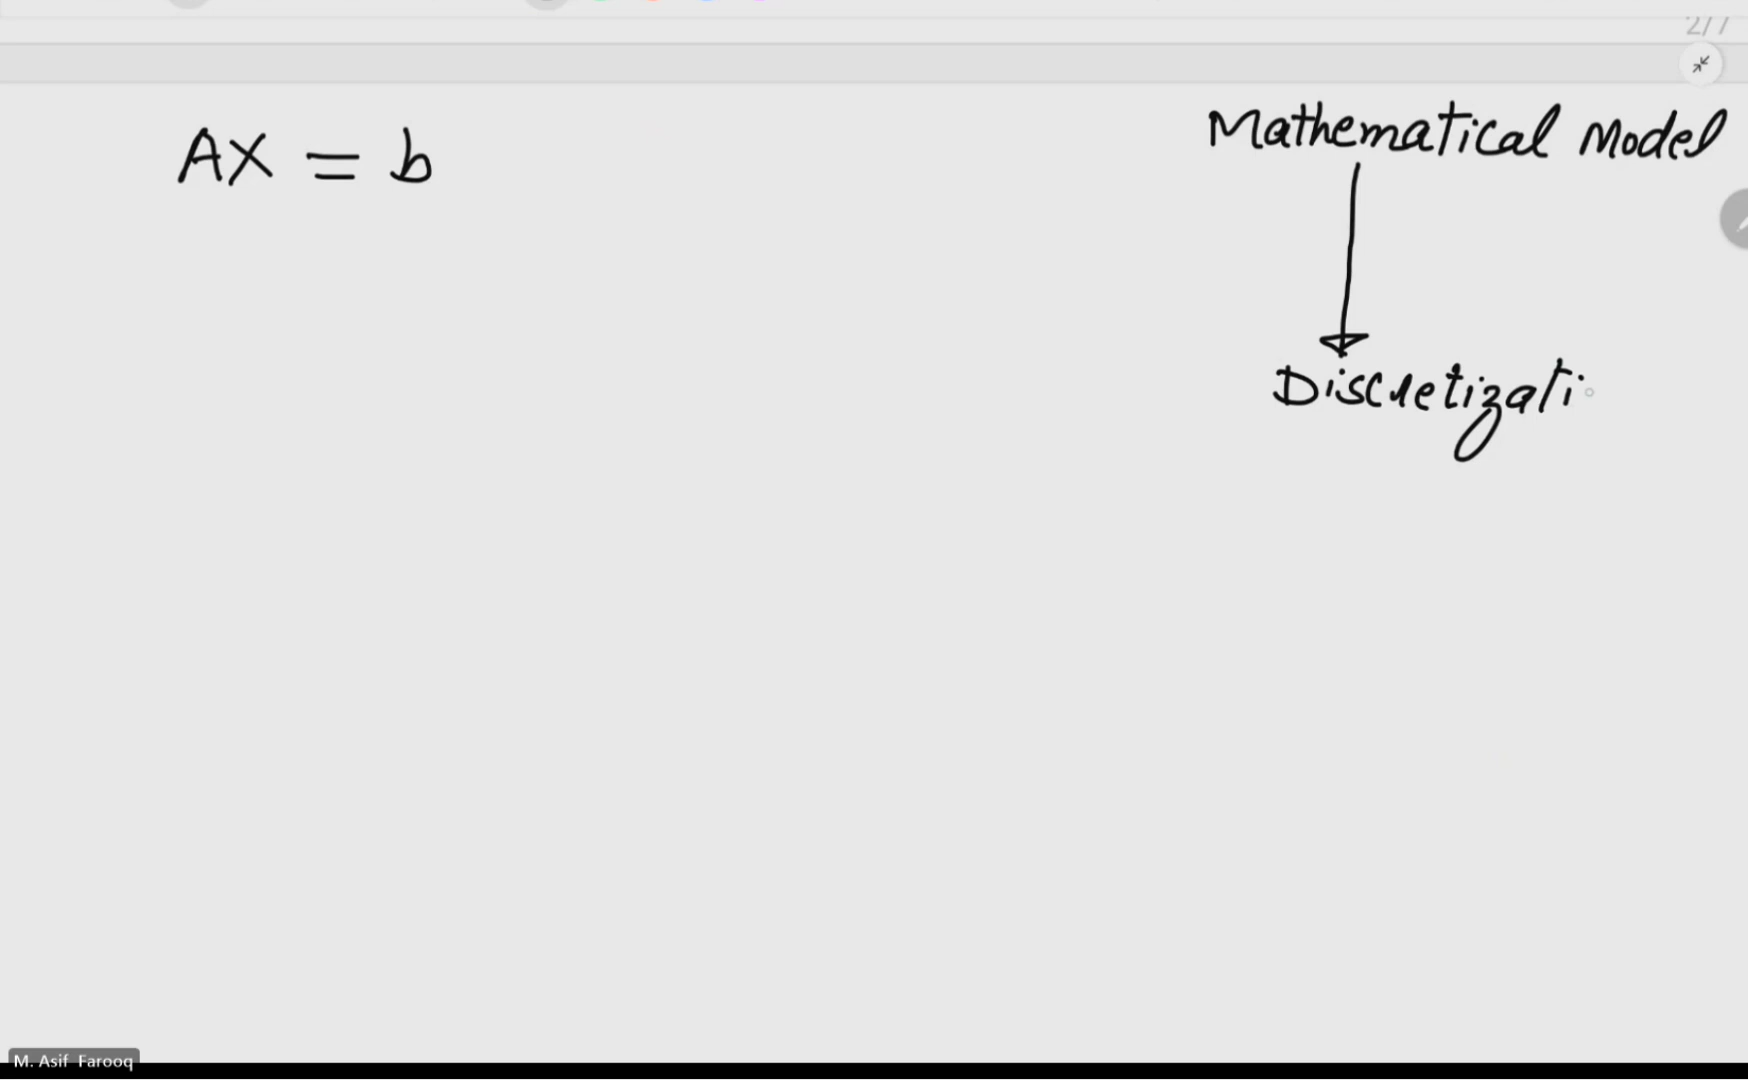 2/7
AX = b
Mathematical Model
Discretizati
M. Asif Farooq